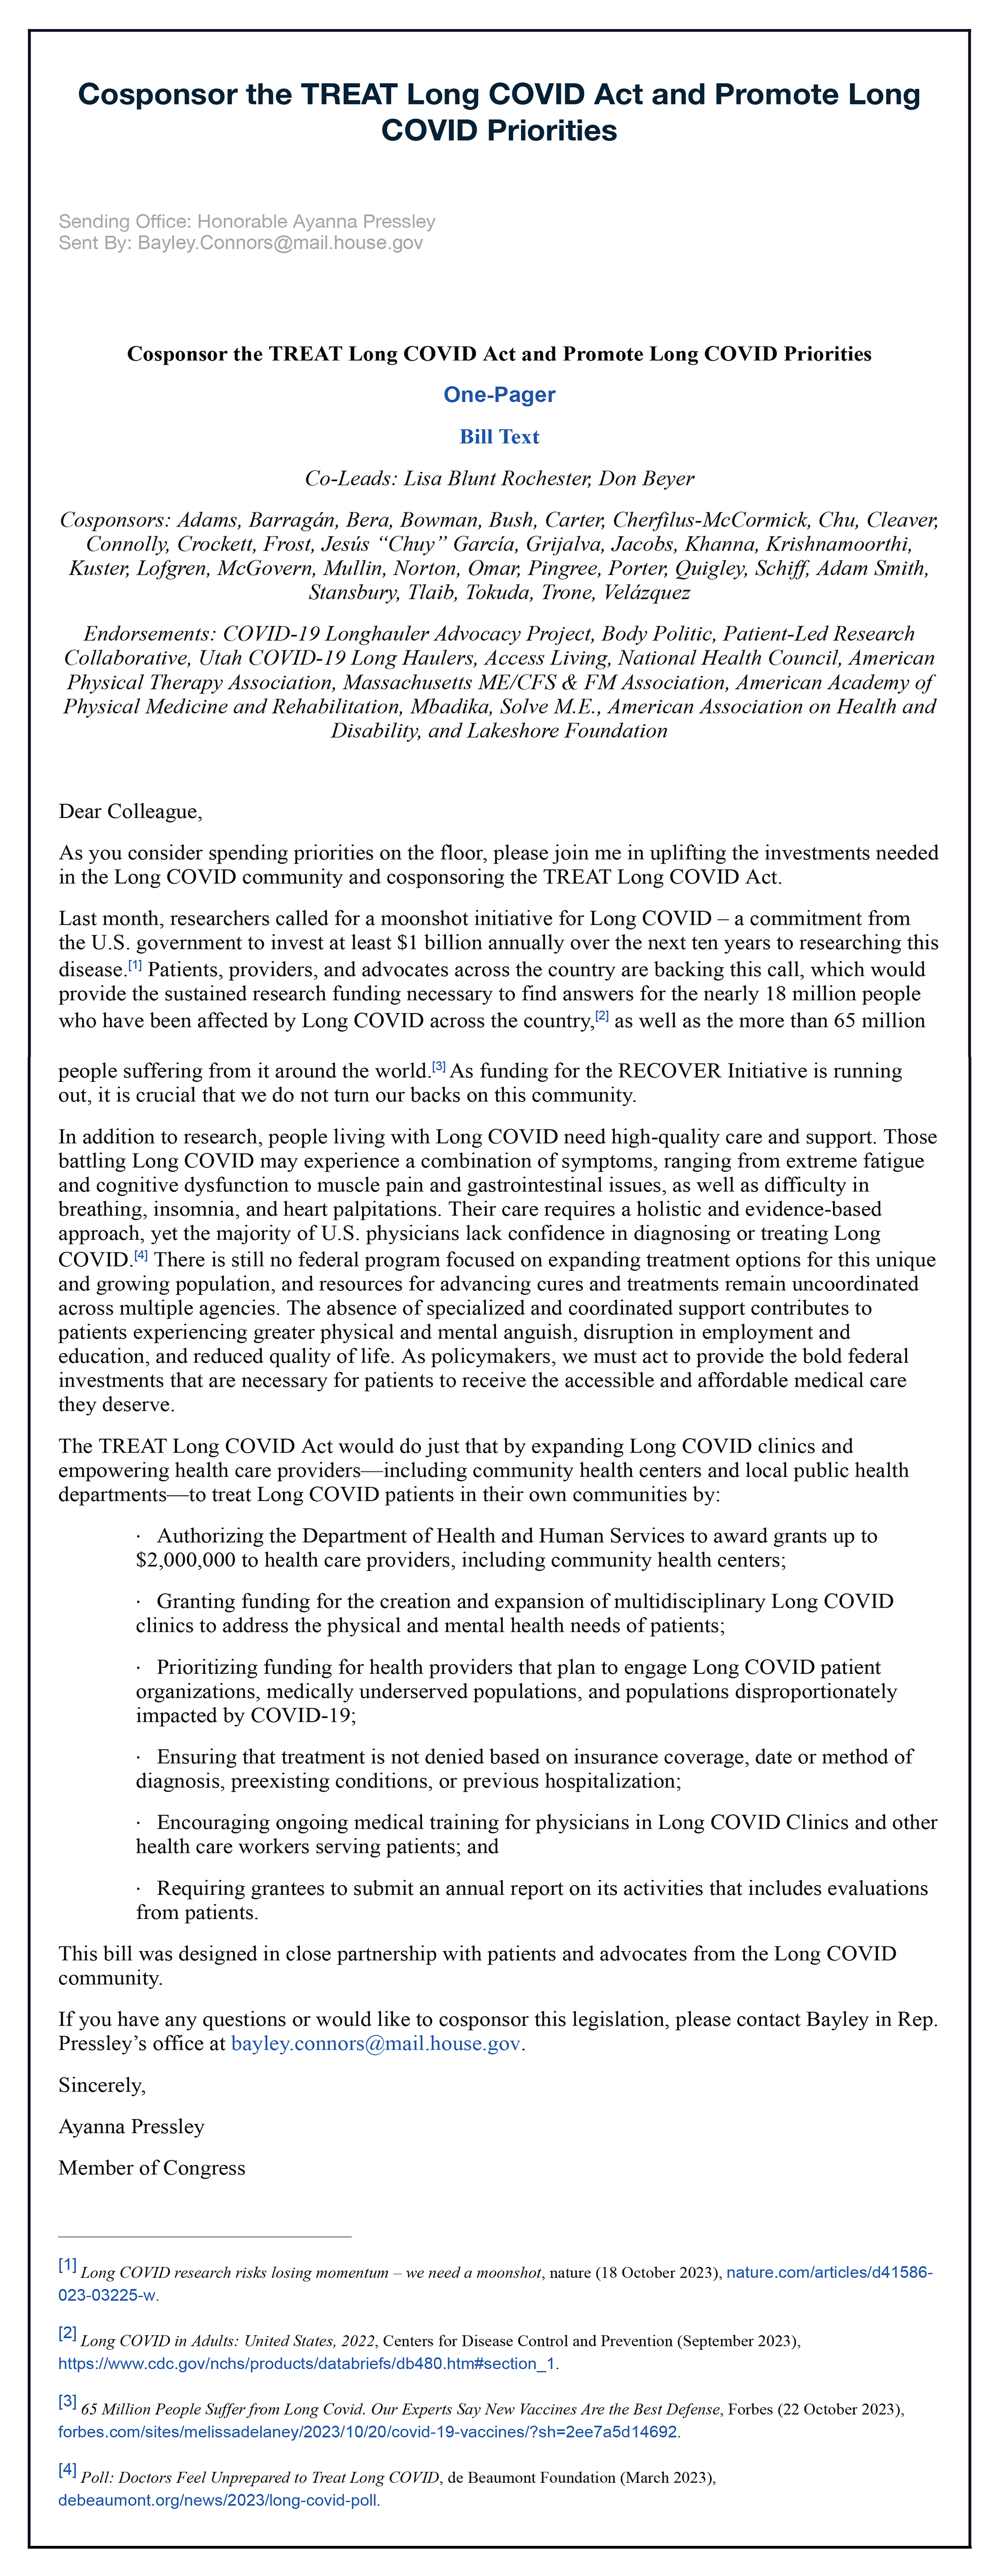 Cosponsor the TREAT Long COVID Act and Promote Long
COVID Priorities
Sending Office: Honorable Ayanna Pressley
Sent By: Bayley.Connors@mail.house.gov
Cosponsor the TREAT Long COVID Act and Promote Long COVID Priorities
One-Pager
Bill Text
Co-Leads: Lisa Blunt Rochester, Don Beyer
Cosponsors: Adams, Barragán, Bera, Bowman, Bush, Carter, Cherfilus-McCormick, Chu, Cleaver,
Connolly, Crockett, Frost, Jesús “Chuy” García, Grijalva, Jacobs, Khanna, Krishnamoorthi,
Kuster, Lofgren, McGovern, Mullin, Norton, Omar, Pingree, Porter, Quigley, Schiff, Adam Smith,
Stansbury, Tlaib, Tokuda, Trone, Velázquez
Endorsements: COVID-19 Longhauler Advocacy Project, Body Politic, Patient-Led Research
Collaborative, Utah COVID-19 Long Haulers, Access Living, National Health Council, American
Physical Therapy Association, Massachusetts ME/CFS & FM Association, American Academy of
Physical Medicine and Rehabilitation, Mbadika, Solve M.E., American Association on Health and
Disability, and Lakeshore Foundation
Dear Colleague,
As you consider spending priorities on the floor, please join me in uplifting the investments needed
in the Long COVID community and cosponsoring the TREAT Long COVID Act.
Last month, researchers called for a moonshot initiative for Long COVID – a commitment from
the U.S. government to invest at least $1 billion annually over the next ten years to researching this
disease.[1] Patients, providers, and advocates across the country are backing this call, which would
provide the sustained research funding necessary to find answers for the nearly 18 million people
who have been affected by Long COVID across the country,[2] as well as the more than 65 million
people suffering from it around the world.[3] As funding for the RECOVER Initiative is running
out, it is crucial that we do not turn our backs on this community.
In addition to research, people living with Long COVID need high-quality care and support. Those
battling Long COVID may experience a combination of symptoms, ranging from extreme fatigue
and cognitive dysfunction to muscle pain and gastrointestinal issues, as well as difficulty in
breathing, insomnia, and heart palpitations. Their care requires a holistic and evidence-based
approach, yet the majority of U.S. physicians lack confidence in diagnosing or treating Long
COVID.[4] There is still no federal program focused on expanding treatment options for this unique
and growing population, and resources for advancing cures and treatments remain uncoordinated
across multiple agencies. The absence of specialized and coordinated support contributes to
patients experiencing greater physical and mental anguish, disruption in employment and
education, and reduced quality of life. As policymakers, we must act to provide the bold federal
investments that are necessary for patients to receive the accessible and affordable medical care
they deserve.
The TREAT Long COVID Act would do just that by expanding Long COVID clinics and
empowering health care providers—including community health centers and local public health
departments—to treat Long COVID patients in their own communities by:
· Authorizing the Department of Health and Human Services to award grants up to
$2,000,000 to health care providers, including community health centers;
· Granting funding for the creation and expansion of multidisciplinary Long COVID
clinics to address the physical and mental health needs of patients;
· Prioritizing funding for health providers that plan to engage Long COVID patient
organizations, medically underserved populations, and populations disproportionately
impacted by COVID-19;
· Ensuring that treatment is not denied based on insurance coverage, date or method of
diagnosis, preexisting conditions, or previous hospitalization;
· Encouraging ongoing medical training for physicians in Long COVID Clinics and other
health care workers serving patients; and
· Requiring grantees to submit an annual report on its activities that includes evaluations
from patients.
This bill was designed in close partnership with patients and advocates from the Long COVID
community.
If you have any questions or would like to cosponsor this legislation, please contact Bayley in Rep.
Pressley’s office at bayley.connors@mail.house.gov.
Sincerely,
Ayanna Pressley
Member of Congress
[1] Long COVID research risks losing momentum – we need a moonshot, nature (18 October 2023), nature.com/articles/d41586-
023-03225-w.
[2] Long COVID in Adults: United States, 2022, Centers for Disease Control and Prevention (September 2023),
https://www.cdc.gov/nchs/products/databriefs/db480.htm#section_1.
[3] 65 Million People Suffer from Long Covid. Our Experts Say New Vaccines Are the Best Defense, Forbes (22 October 2023),
forbes.com/sites/melissadelaney/2023/10/20/covid-19-vaccines/?sh=2ee7a5d14692.
[4] Poll: Doctors Feel Unprepared to Treat Long COVID, de Beaumont Foundation (March 2023),
debeaumont.org/news/2023/long-covid-poll.